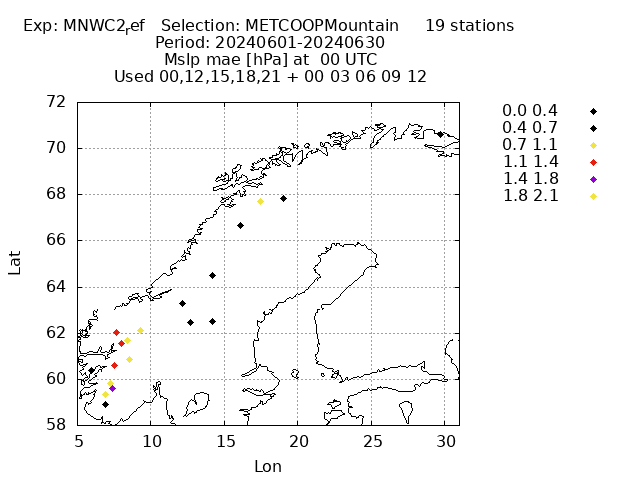 Exp: MNWC2ref   Selection: METCOOPMountain     19 stations
Period: 20240601-20240630
Mslp mae [hPa] at  00 UTC
Used 00,12,15,18,21 + 00 03 06 09 12
0.0 0.4
0.4 0.7
0.7 1.1
1.1 1.4
1.4 1.8
1.8 2.1
72
70
68
66
64
62
60
58
Lat
5 10 15 20 25 30
Lon